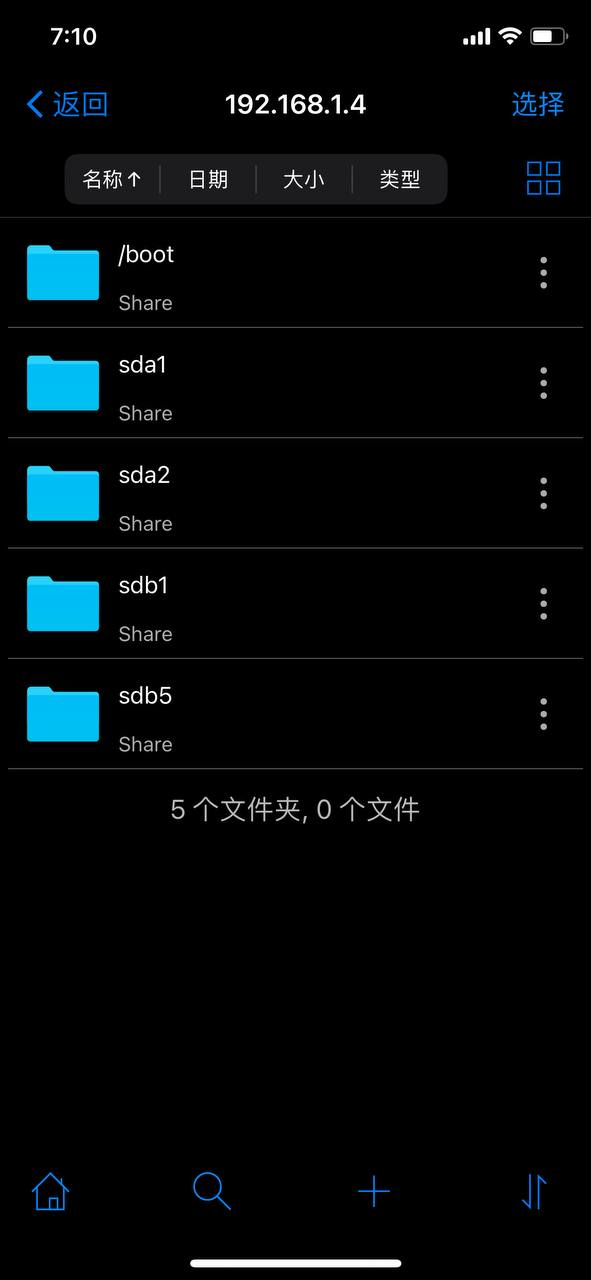 7:10
返回 192.168.1.4 选择
名称↑ 日期 大小 类型
/boot
Share
sda1
Share
sda2
Share
sdb1
Share
sdb5
Share
5 个文件夹, 0 个文件